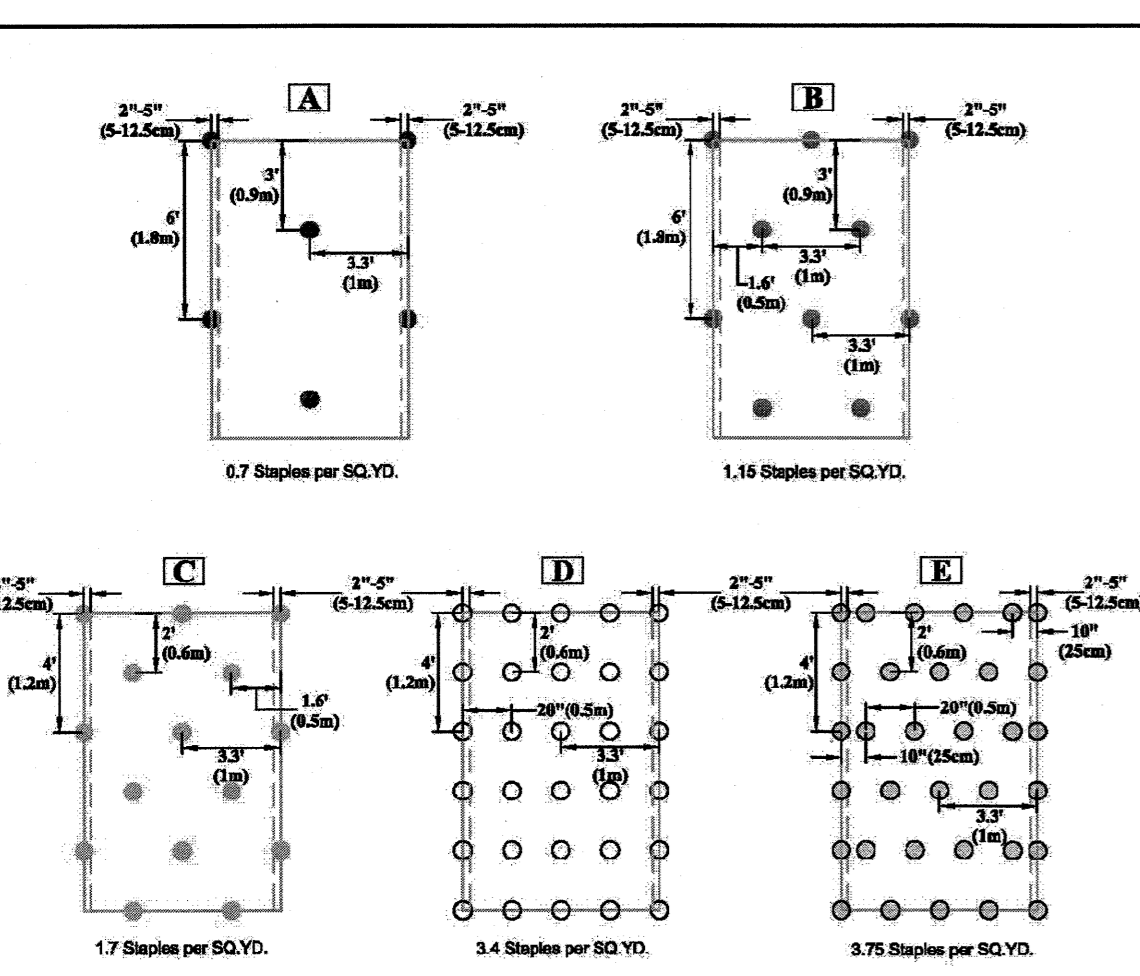 A
2"-5"
(5-12.5cm)
2"-5"
(5-12.5cm)
3'
(0.9m)
6'
(1.8m)
3.3'
(1m)
0.7 Staples per SQ.YD.
B
2"-5"
(5-12.5cm)
2"-5"
(5-12.5cm)
3'
(0.9m)
6'
(1.8m)
3.3'
(1m)
1.6'
(0.5m)
3.3'
(1m)
1.15 Staples per SQ.YD.
C
"-5"
2.5cm)
2"-5"
(5-12.5cm)
2'
(0.6m)
4'
(1.2m)
1.6'
(0.5m)
3.3'
(1m)
1.7 Staples per SQ.YD.
D
2"-5"
(5-12.5cm)
2'
(0.6m)
4'
(1.2m)
20"(0.5m)
3.3'
(1m)
3.4 Staples per SQ.YD.
E
2"-5"
(5-12.5cm)
10"
(25cm)
2'
(0.6m)
4'
(1.2m)
20"(0.5m)
10"(25cm)
3.3'
(1m)
3.75 Staples per SQ.YD.